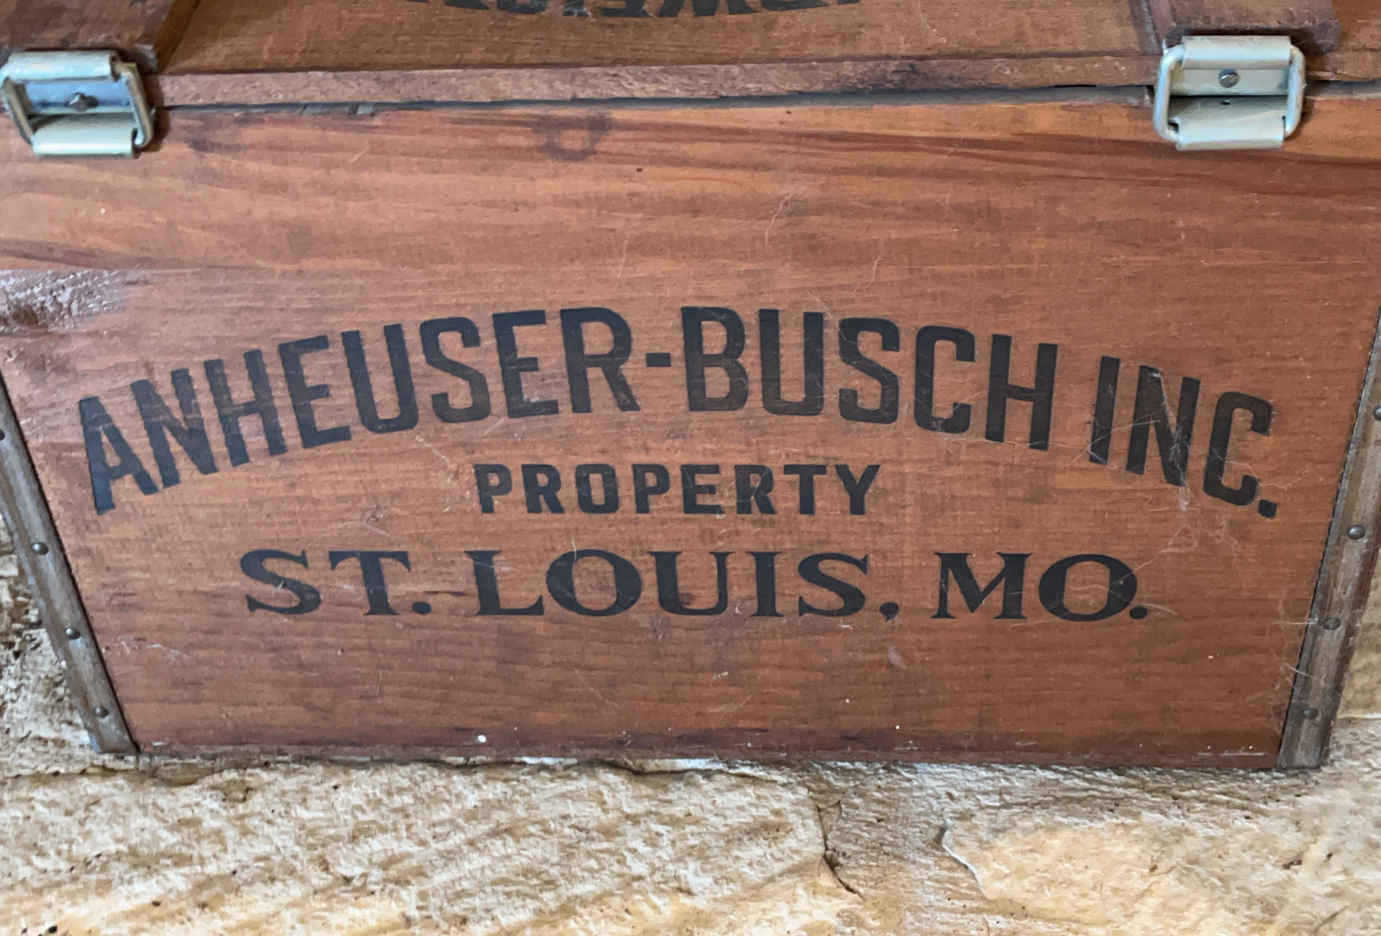 ANHEUSER-BUSCH INC.
PROPERTY
ST. LOUIS, MO.